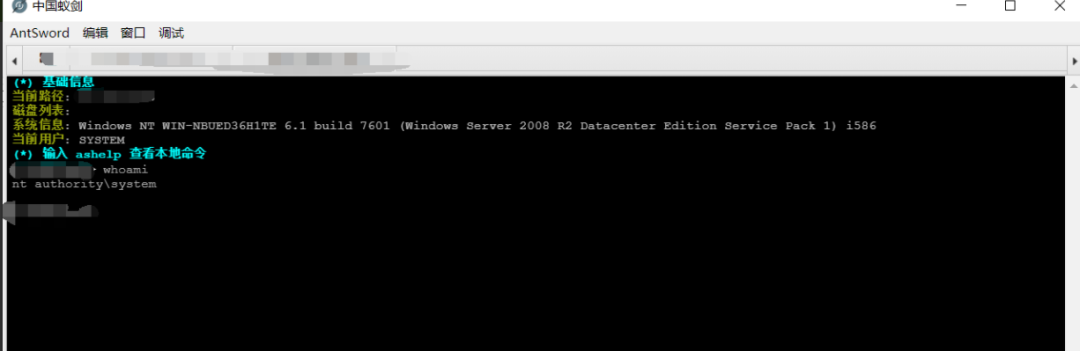 中国蚁剑
AntSword 编辑 窗口 调试
(*) 基础信息
当前路径:
磁盘列表:
系统信息: Windows NT WIN-NBUED36H1TE 6.1 build 7601 (Windows Server 2008 R2 Datacenter Edition Service Pack 1) i586
当前用户: SYSTEM
(*) 输入 ashelp 查看本地命令
> whoami
nt authority\system